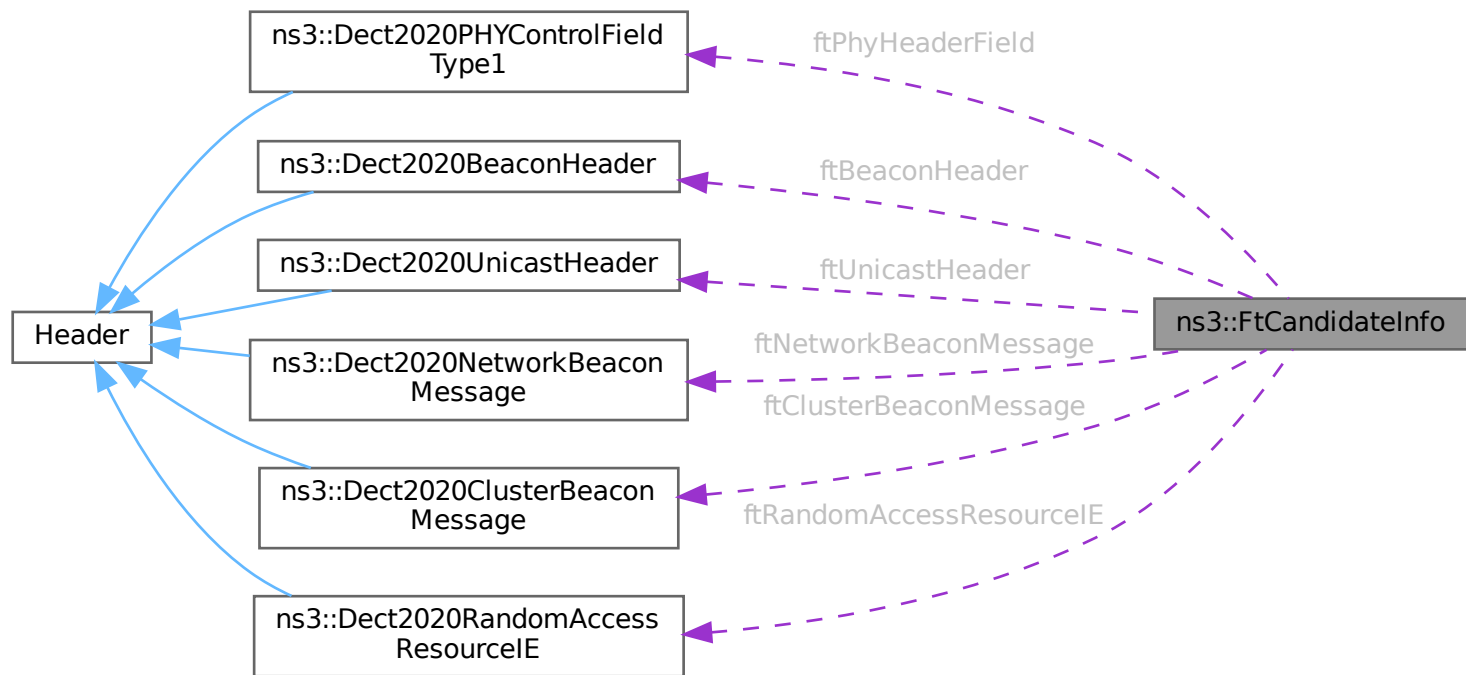 ns3::Dect2020PHYControlField
Type1
ftPhyHeaderField
ns3::Dect2020BeaconHeader
ftBeaconHeader
ns3::Dect2020UnicastHeader
ftUnicastHeader
Header
ns3::FtCandidateInfo
ns3::Dect2020NetworkBeacon
Message
ftNetworkBeaconMessage
ftClusterBeaconMessage
ns3::Dect2020ClusterBeacon
Message
ftRandomAccessResourceIE
ns3::Dect2020RandomAccess
ResourceIE